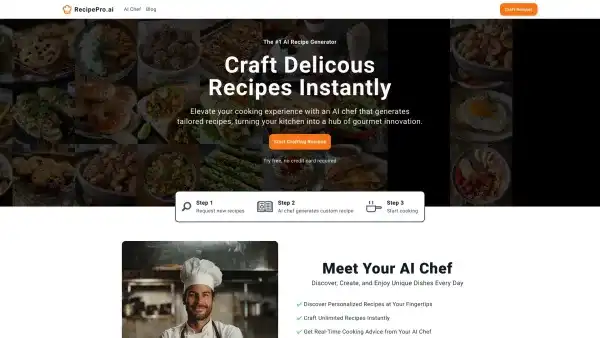 RecipePro.ai
AI Chef
Blog
Craft Recipes
The #1 AI Recipe Generator
Craft Delicous
Recipes Instantly
Elevate your cooking experience with an AI chef that generates
tailored recipes, turning your kitchen into a hub of gourmet innovation.
Start Crafting Recipes
Try free, no credit card required
Step 1
Request new recipes
Step 2
AI chef generates custom recipe
Step 3
Start cooking
Meet Your AI Chef
Discover, Create, and Enjoy Unique Dishes Every Day
Discover Personalized Recipes at Your Fingertips
Craft Unlimited Recipes Instantly
Get Real-Time Cooking Advice from Your AI Chef